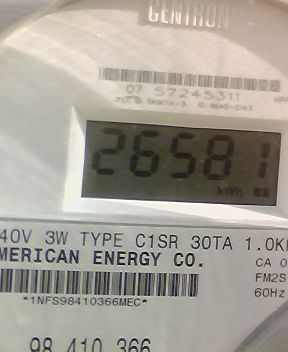 CENTRON
07 57245311
26581
kWh
40V 3W TYPE C1SR 30TA 1.0K
MERICAN ENERGY CO.
CA 0
FM2S
60Hz
*1NFS98410366MEC*
98 410 366